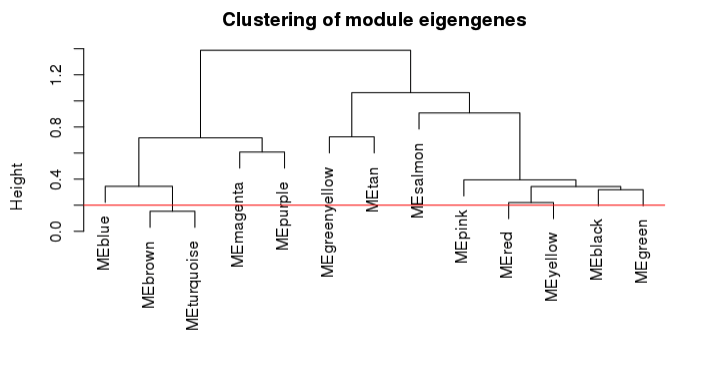 Clustering of module eigengenes
Height
1.2
0.8
0.4
0.0
MEblue
MEbrown
MEturquoise
MEmagenta
MEpurple
MEgreenyellow
MEtan
MEsalmon
MEpink
MEred
MEyellow
MEblack
MEgreen